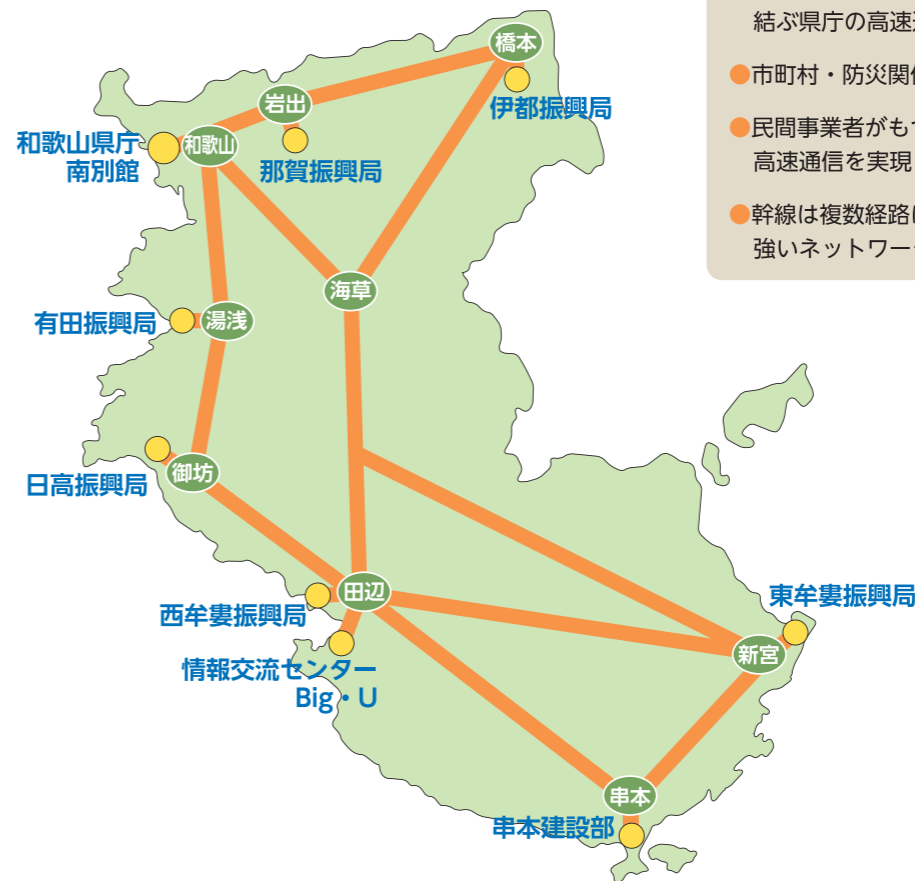 結ぶ県庁の高速
●市町村・防災関
●民間事業者がも
高速通信を実現
●幹線は複数経路
強いネットワー
橋本
伊都振興局
岩出
那賀振興局
和歌山県庁
南別館
和歌山
海草
有田振興局
湯浅
日高振興局
御坊
田辺
西牟婁振興局
情報交流センター
Big・U
東牟婁振興局
新宮
串本
串本建設部